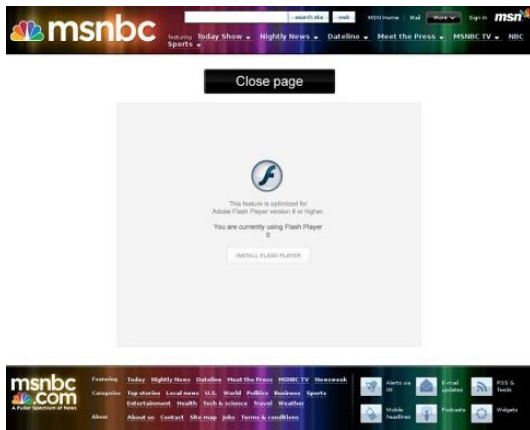 search site web MSN Home | Mail More Sign in msn
msnbc
featuring Today Show Nightly News Dateline Meet the Press MSNBC TV NBC
Sports
Close page
This feature is optimized for
Adobe Flash Player version 8 or higher.
You are currently using Flash Player
0
INSTALL FLASH PLAYER
msnbc
.com
A Fuller Spectrum of News
Featuring Today Nightly News Dateline Meet the Press MSNBC TV Newsweek
Categories Top stories Local news U.S. World Politics Business Sports
Entertainment Health Tech & science Travel Weather
About About us Contact Site map Jobs Terms & conditions
Alerts via
IM
E-mail
updates
RSS &
feeds
Mobile
headlines
Podcasts
Widgets